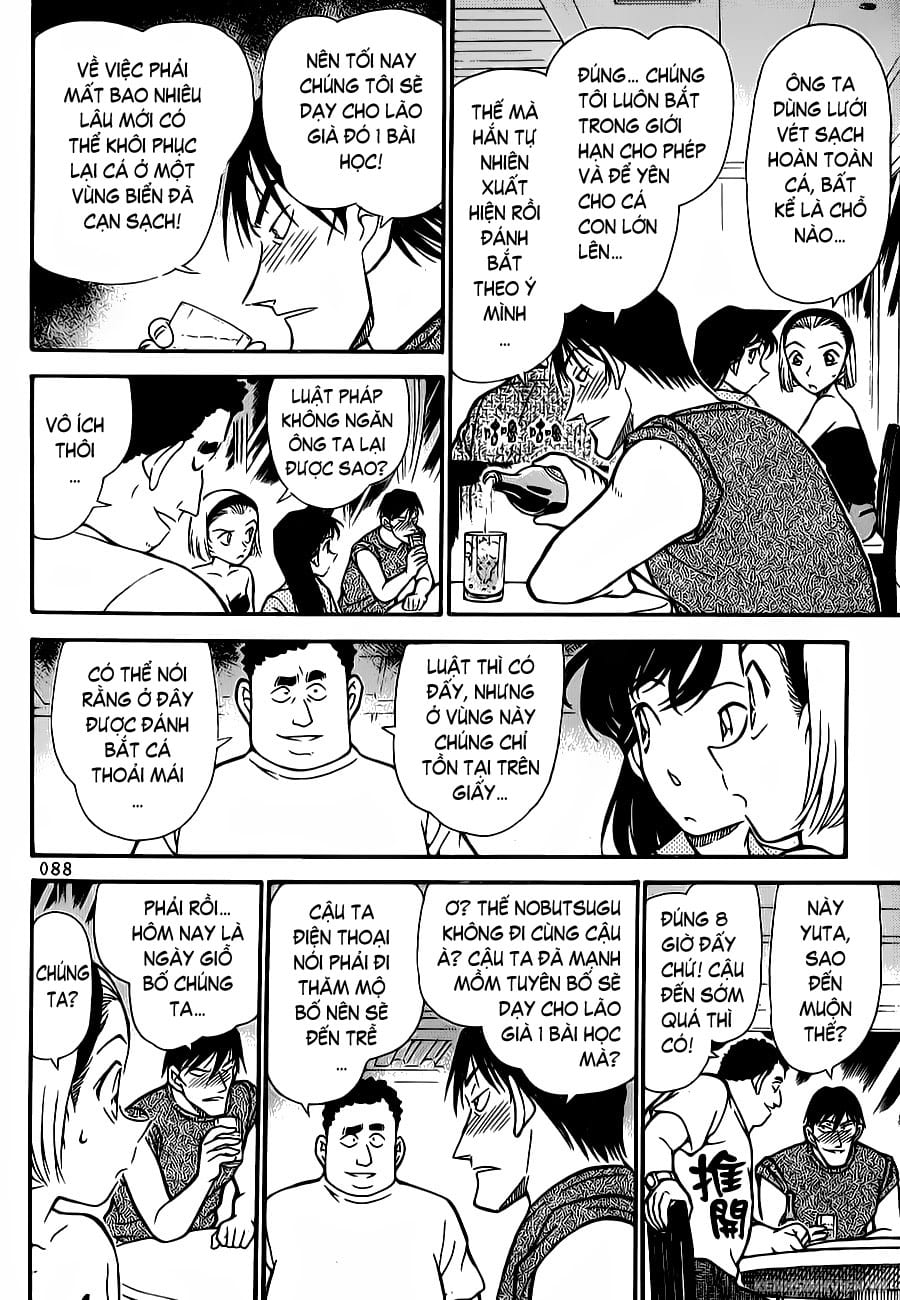 ÔNG TA
DÙNG LƯỚI
VÉT SẠCH
HOÀN TOÀN
CÁ, BẤT
KỂ LÀ CHỖ
NÀO...
ĐÚNG... CHÚNG
TÔI LUÔN BẮT
TRONG GIỚI
HẠN CHO PHÉP
VÀ ĐỂ YÊN
CHO CÁ
CON LỚN
LÊN...
THẾ MÀ
HẮN TỰ
NHIÊN
XUẤT
HIỆN RỒI
ĐÁNH
BẮT
THEO Ý
MÌNH
...
NÊN TỐI NAY
CHÚNG TÔI SẼ
DẠY CHO LÀO
GIÀ ĐÓ 1 BÀI
HỌC!
VỀ VIỆC PHẢI
MẤT BAO NHIÊU
LÂU MỚI CÓ
THỂ KHÔI PHỤC
LẠI CÁ Ở MỘT
VÙNG BIỂN ĐÃ
CẠN SẠCH!
LUẬT PHÁP
KHÔNG NGĂN
ÔNG TA LẠI
ĐƯỢC SAO?
VÔ ÍCH
THÔI
...
LUẬT THÌ CÓ
ĐẤY, NHƯNG
Ở VÙNG NÀY
CHÚNG CHỈ
TỒN TẠI TRÊN
GIẤY...
CÓ THỂ NÓI
RẰNG Ở ĐÂY
ĐƯỢC ĐÁNH
BẮT CÁ
THOẢI MÁI
...
088
NÀY
YUTA,
SAO
ĐẾN
MUỘN
THẾ?
ĐÚNG 8
GIỜ ĐẤY
CHỨ! CẬU
ĐẾN SỚM
QUÁ THÌ
CÓ!
推
開
Ơ? THẾ NOBUTSUGU
KHÔNG ĐI CÙNG CẬU
À? CẬU TA ĐÃ MẠNH
MỒM TUYÊN BỐ SẼ
DẠY CHO LÀO
GIÀ 1 BÀI HỌC
MÀ?
CẬU TA
ĐIỆN THOẠI
NÓI PHẢI ĐI
THĂM MỘ
BỐ NÊN SẼ
ĐẾN TRỄ
...
PHẢI RỒI...
HÔM NAY LÀ
NGÀY GIỖ
BỐ CHÚNG
TA...
CHÚNG
TA?